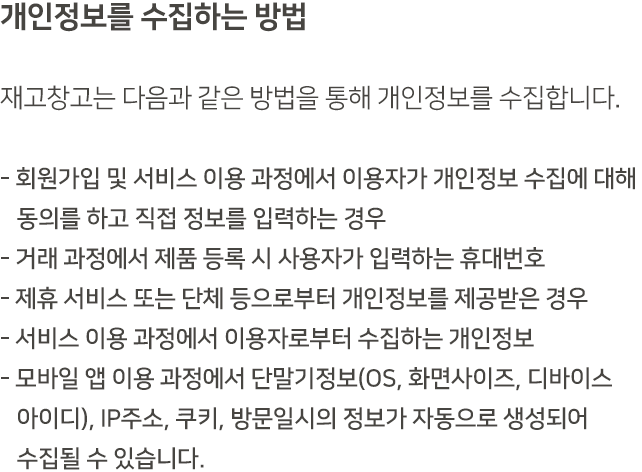 개인정보를 수집하는 방법
재고창고는 다음과 같은 방법을 통해 개인정보를 수집합니다.
- 회원가입 및 서비스 이용 과정에서 이용자가 개인정보 수집에 대해
동의를 하고 직접 정보를 입력하는 경우
- 거래 과정에서 제품 등록 시 사용자가 입력하는 휴대번호
- 제휴 서비스 또는 단체 등으로부터 개인정보를 제공받은 경우
- 서비스 이용 과정에서 이용자로부터 수집하는 개인정보
- 모바일 앱 이용 과정에서 단말기정보(OS, 화면사이즈, 디바이스
아이디), IP주소, 쿠키, 방문일시의 정보가 자동으로 생성되어
수집될 수 있습니다.